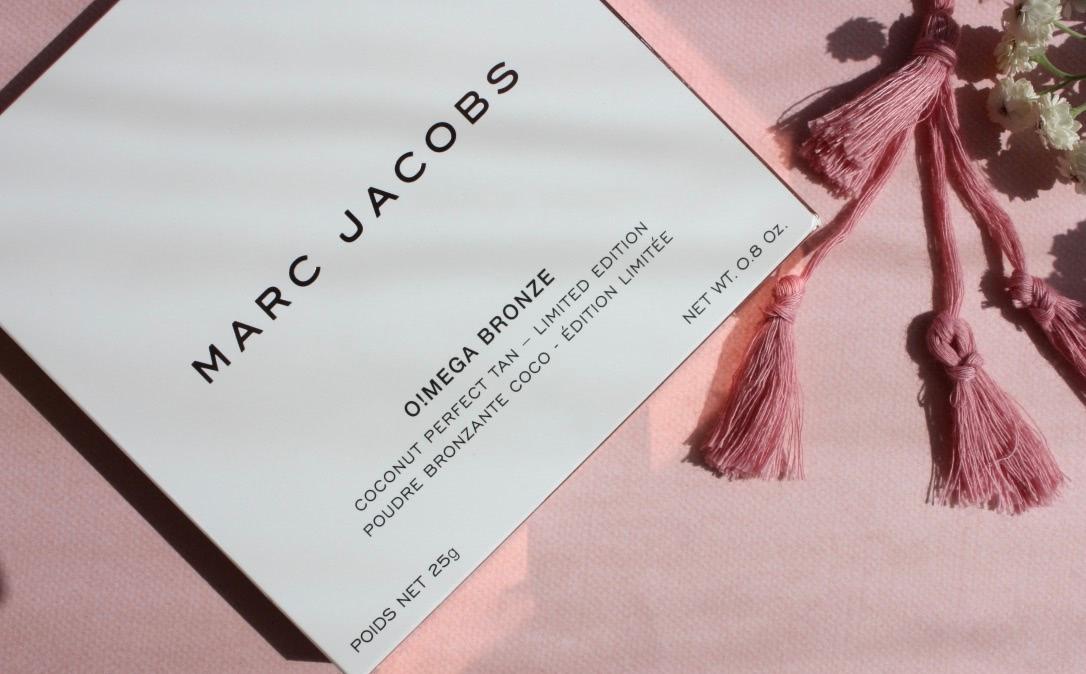 MARC JACOBS
O!MEGA BRONZE
COCONUT PERFECT TAN – LIMITED EDITION
POUDRE BRONZANTE COCO - ÉDITION LIMITÉE
POIDS NET 25g
NET WT. 0.8 Oz.